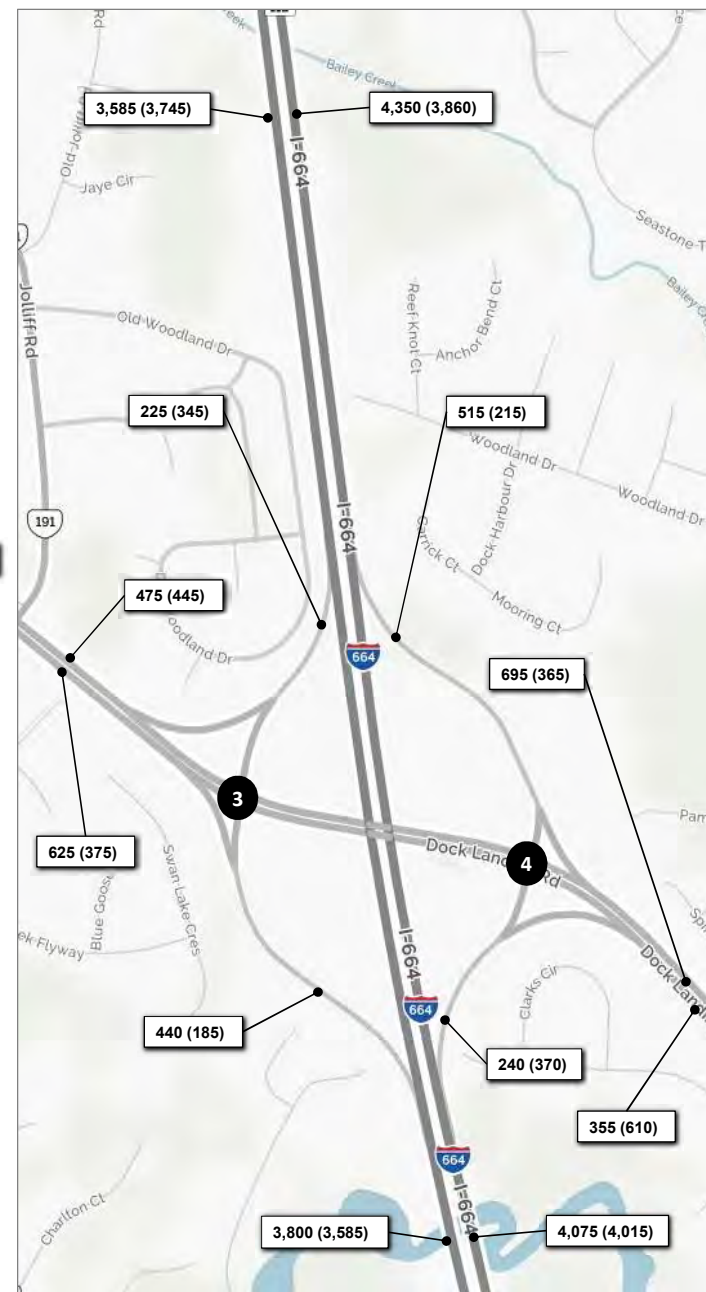 Creek
Bailey Creek
3,585 (3,745)
4,350 (3,860)
I-664
Jaye Cir
Seastone T
Jolliff Rd
Old Woodland Dr
Reef Knot Ct
Anchor Bend Ct
225 (345)
515 (215)
Woodland Dr
Woodland Dr
Dock Harbour Dr
I-664
191
Garrick Ct
Mooring Ct
475 (445)
664
695 (365)
3
Dock Landing Rd
4
625 (375)
Swan Lake Cres
Blue Goose
ek Flyway
I-664
Clarks Cir
664
440 (185)
240 (370)
355 (610)
664
I-664
Charlton Ct
3,800 (3,585)
4,075 (4,015)